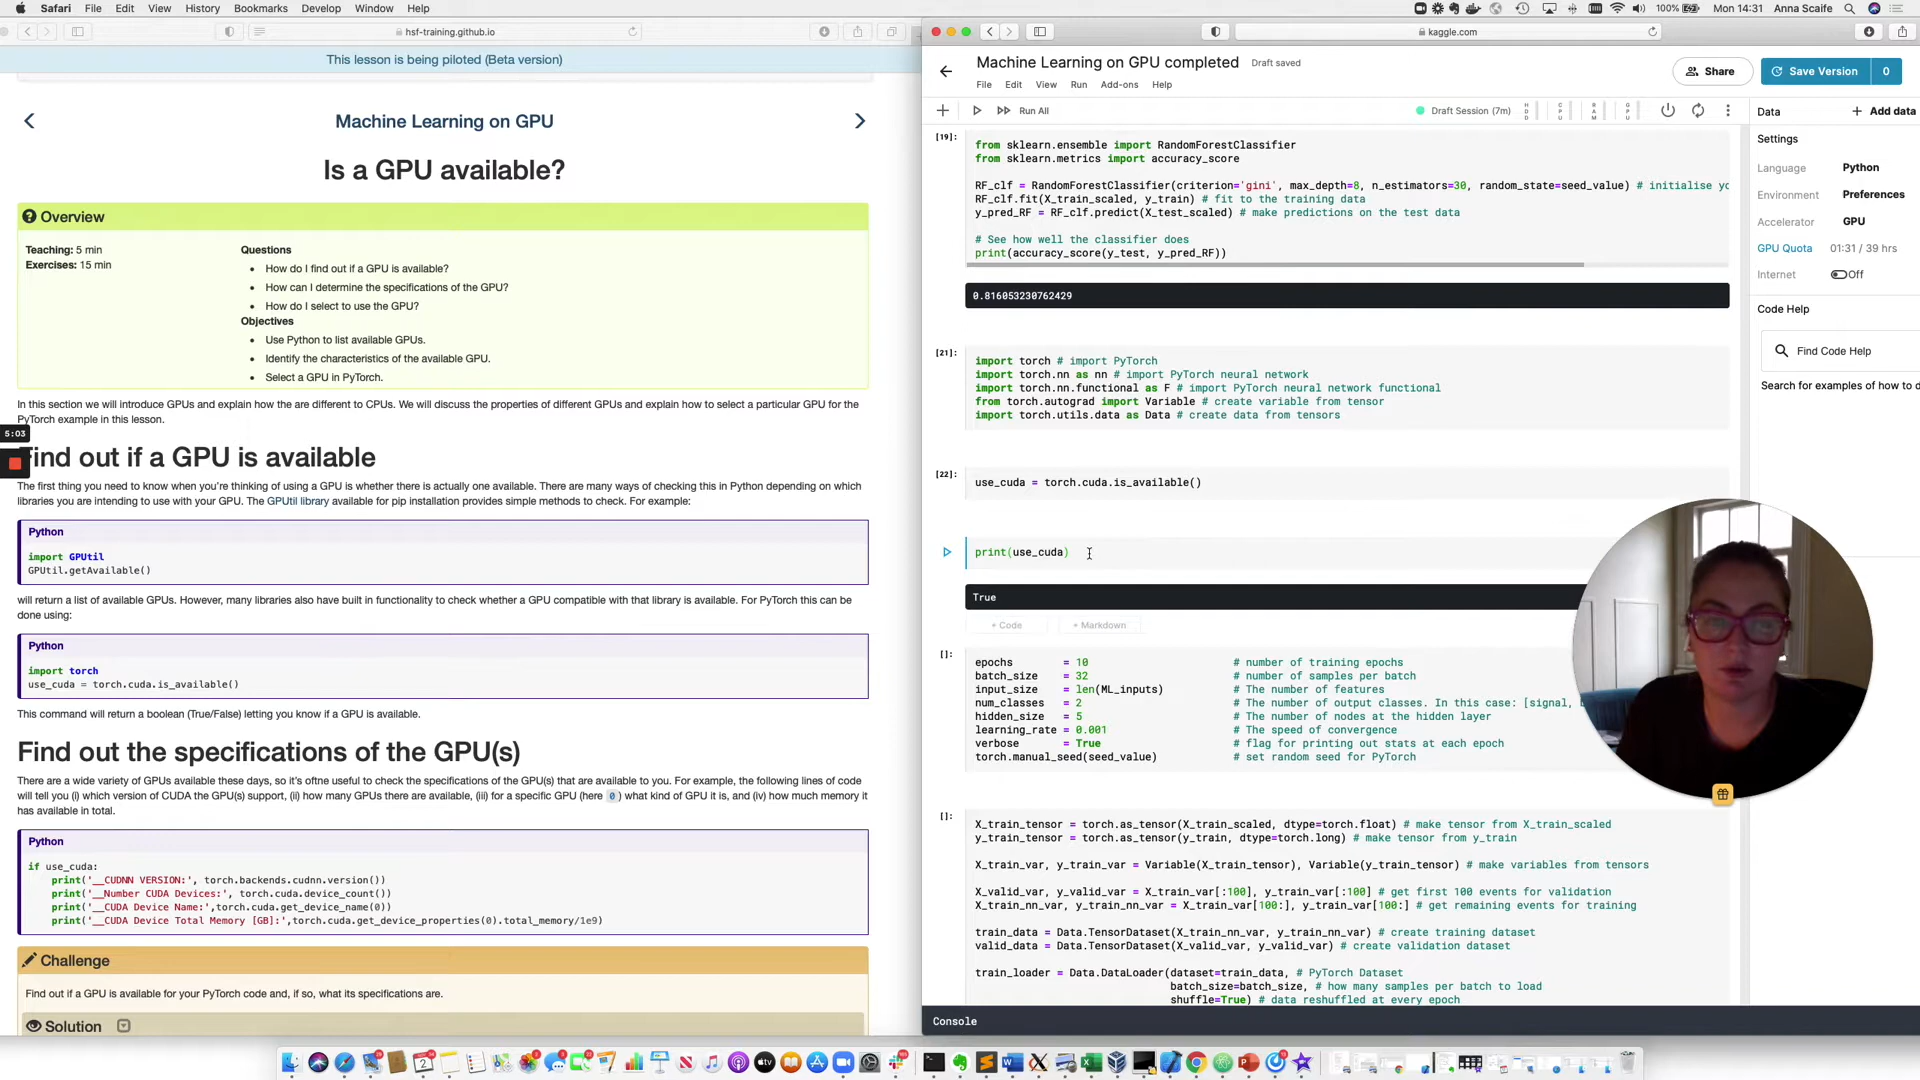 Safari File Edit View History Bookmarks Develop Window Help
100% Mon 14:31 Anna Scaife
hsf-training.github.io
This lesson is being piloted (Beta version)
Machine Learning on GPU
Is a GPU available?
Overview
Teaching: 5 min
Exercises: 15 min
Questions
How do I find out if a GPU is available?
How can I determine the specifications of the GPU?
How do I select to use the GPU?
Objectives
Use Python to list available GPUs.
Identify the characteristics of the available GPU.
Select a GPU in PyTorch.
In this section we will introduce GPUs and explain how the are different to CPUs. We will discuss the properties of different GPUs and explain how to select a particular GPU for the
PyTorch example in this lesson.
5:03
Find out if a GPU is available
The first thing you need to know when you're thinking of using a GPU is whether there is actually one available. There are many ways of checking this in Python depending on which
libraries you are intending to use with your GPU. The GPUtil library available for pip installation provides simple methods to check. For example:
Python
import GPUtil
GPUtil.getAvailable()
will return a list of available GPUs. However, many libraries also have built in functionality to check whether a GPU compatible with that library is available. For PyTorch this can be
done using:
Python
import torch
use_cuda = torch.cuda.is_available()
This command will return a boolean (True/False) letting you know if a GPU is available.
Find out the specifications of the GPU(s)
There are a wide variety of GPUs available these days, so it's oftne useful to check the specifications of the GPU(s) that are available to you. For example, the following lines of code
will tell you (i) which version of CUDA the GPU(s) support, (ii) how many GPUs there are available, (iii) for a specific GPU (here 0) what kind of GPU it is, and (iv) how much memory it
has available in total.
Python
if use_cuda:
print('__CUDNN VERSION:', torch.backends.cudnn.version())
print('__Number CUDA Devices:', torch.cuda.device_count())
print('__CUDA Device Name:',torch.cuda.get_device_name(0))
print('__CUDA Device Total Memory [GB]:',torch.cuda.get_device_properties(0).total_memory/1e9)
Challenge
Find out if a GPU is available for your PyTorch code and, if so, what its specifications are.
Solution
kaggle.com
Machine Learning on GPU completed Draft saved
File Edit View Run Add-ons Help
Share
Save Version 0
Run All
Draft Session (7m)
HDD CPU RAM GPU
[19]:
from sklearn.ensemble import RandomForestClassifier
from sklearn.metrics import accuracy_score
RF_clf = RandomForestClassifier(criterion='gini', max_depth=8, n_estimators=30, random_state=seed_value) # initialise yo
RF_clf.fit(X_train_scaled, y_train) # fit to the training data
y_pred_RF = RF_clf.predict(X_test_scaled) # make predictions on the test data
# See how well the classifier does
print(accuracy_score(y_test, y_pred_RF))
0.816053230762429
[21]:
import torch # import PyTorch
import torch.nn as nn # import PyTorch neural network
import torch.nn.functional as F # import PyTorch neural network functional
from torch.autograd import Variable # create variable from tensor
import torch.utils.data as Data # create data from tensors
[22]:
use_cuda = torch.cuda.is_available()
print(use_cuda)
True
+ Code + Markdown
[]:
epochs = 10 # number of training epochs
batch_size = 32 # number of samples per batch
input_size = len(ML_inputs) # The number of features
num_classes = 2 # The number of output classes. In this case: [signal,
hidden_size = 5 # The number of nodes at the hidden layer
learning_rate = 0.001 # The speed of convergence
verbose = True # flag for printing out stats at each epoch
torch.manual_seed(seed_value) # set random seed for PyTorch
[]:
X_train_tensor = torch.as_tensor(X_train_scaled, dtype=torch.float) # make tensor from X_train_scaled
y_train_tensor = torch.as_tensor(y_train, dtype=torch.long) # make tensor from y_train
X_train_var, y_train_var = Variable(X_train_tensor), Variable(y_train_tensor) # make variables from tensors
X_valid_var, y_valid_var = X_train_var[:100], y_train_var[:100] # get first 100 events for validation
X_train_nn_var, y_train_nn_var = X_train_var[100:], y_train_var[100:] # get remaining events for training
train_data = Data.TensorDataset(X_train_nn_var, y_train_nn_var) # create training dataset
valid_data = Data.TensorDataset(X_valid_var, y_valid_var) # create validation dataset
train_loader = Data.DataLoader(dataset=train_data, # PyTorch Dataset
batch_size=batch_size, # how many samples per batch to load
shuffle=True) # data reshuffled at every epoch
Console
Data + Add data
Settings
Language Python
Environment Preferences
Accelerator GPU
GPU Quota 01:31 / 39 hrs
Internet Off
Code Help
Find Code Help
Search for examples of how to d